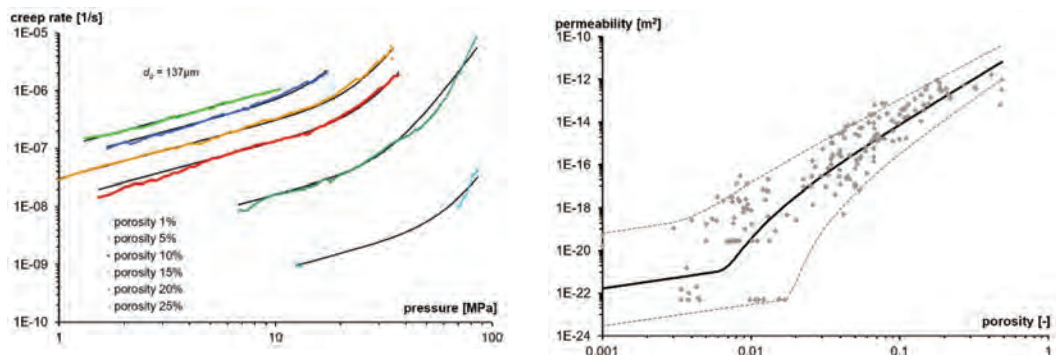 creep rate [1/s]
1E-05
d₀ = 137µm
1E-06
1E-07
1E-08
porosity 1%
porosity 5%
porosity 10%
porosity 15%
porosity 20%
porosity 25%
1E-09
pressure [MPa]
1E-10
1
10
100
permeability [m²]
1E-10
1E-12
1E-14
1E-16
1E-18
1E-20
1E-22
porosity [-]
1E-24
0.001
0.01
0.1
1